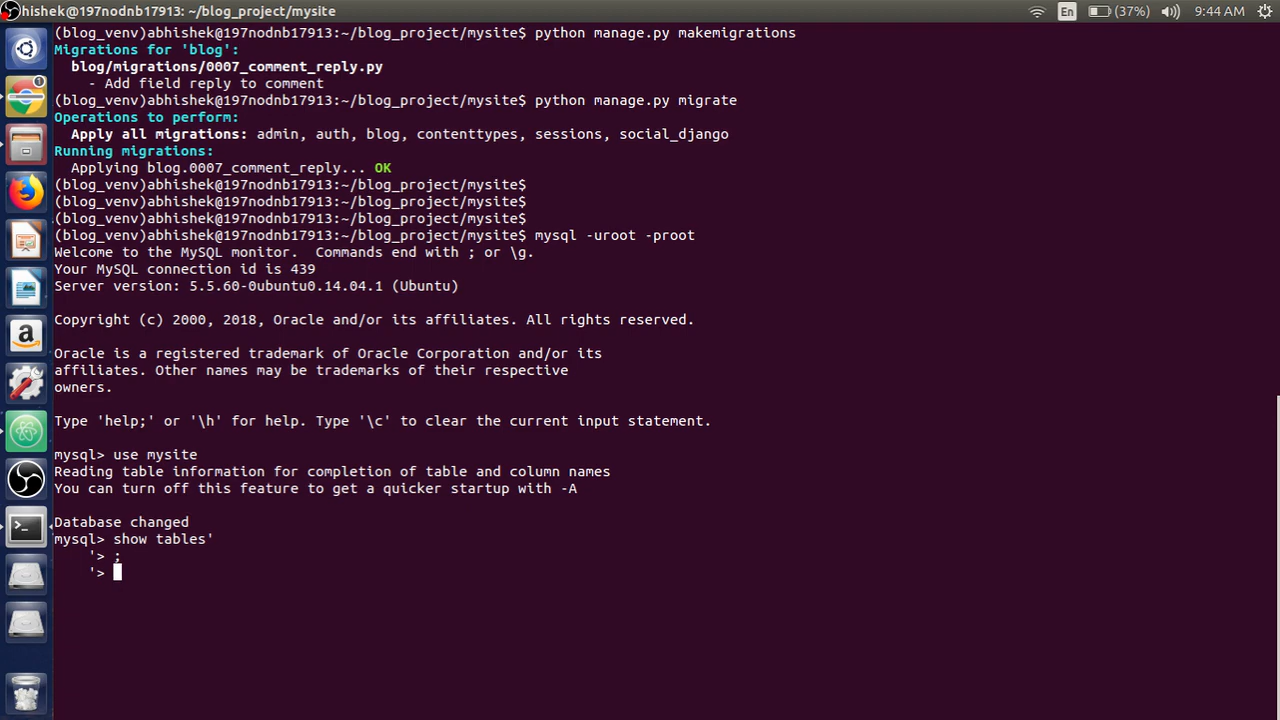 hishek@197nodnb17913: ~/blog_project/mysite
En
(37%)
9:44 AM
(blog_venv)abhishek@197nodnb17913:~/blog_project/mysite$ python manage.py makemigrations
Migrations for 'blog':
  blog/migrations/0007_comment_reply.py
    - Add field reply to comment
(blog_venv)abhishek@197nodnb17913:~/blog_project/mysite$ python manage.py migrate
Operations to perform:
  Apply all migrations: admin, auth, blog, contenttypes, sessions, social_django
Running migrations:
  Applying blog.0007_comment_reply... OK
(blog_venv)abhishek@197nodnb17913:~/blog_project/mysite$
(blog_venv)abhishek@197nodnb17913:~/blog_project/mysite$
(blog_venv)abhishek@197nodnb17913:~/blog_project/mysite$
(blog_venv)abhishek@197nodnb17913:~/blog_project/mysite$ mysql -uroot -proot
Welcome to the MySQL monitor.  Commands end with ; or \g.
Your MySQL connection id is 439
Server version: 5.5.60-0ubuntu0.14.04.1 (Ubuntu)
Copyright (c) 2000, 2018, Oracle and/or its affiliates. All rights reserved.
Oracle is a registered trademark of Oracle Corporation and/or its
affiliates. Other names may be trademarks of their respective
owners.
Type 'help;' or '\h' for help. Type '\c' to clear the current input statement.
mysql> use mysite
Reading table information for completion of table and column names
You can turn off this feature to get a quicker startup with -A
Database changed
mysql> show tables'
    '> ;
    '>